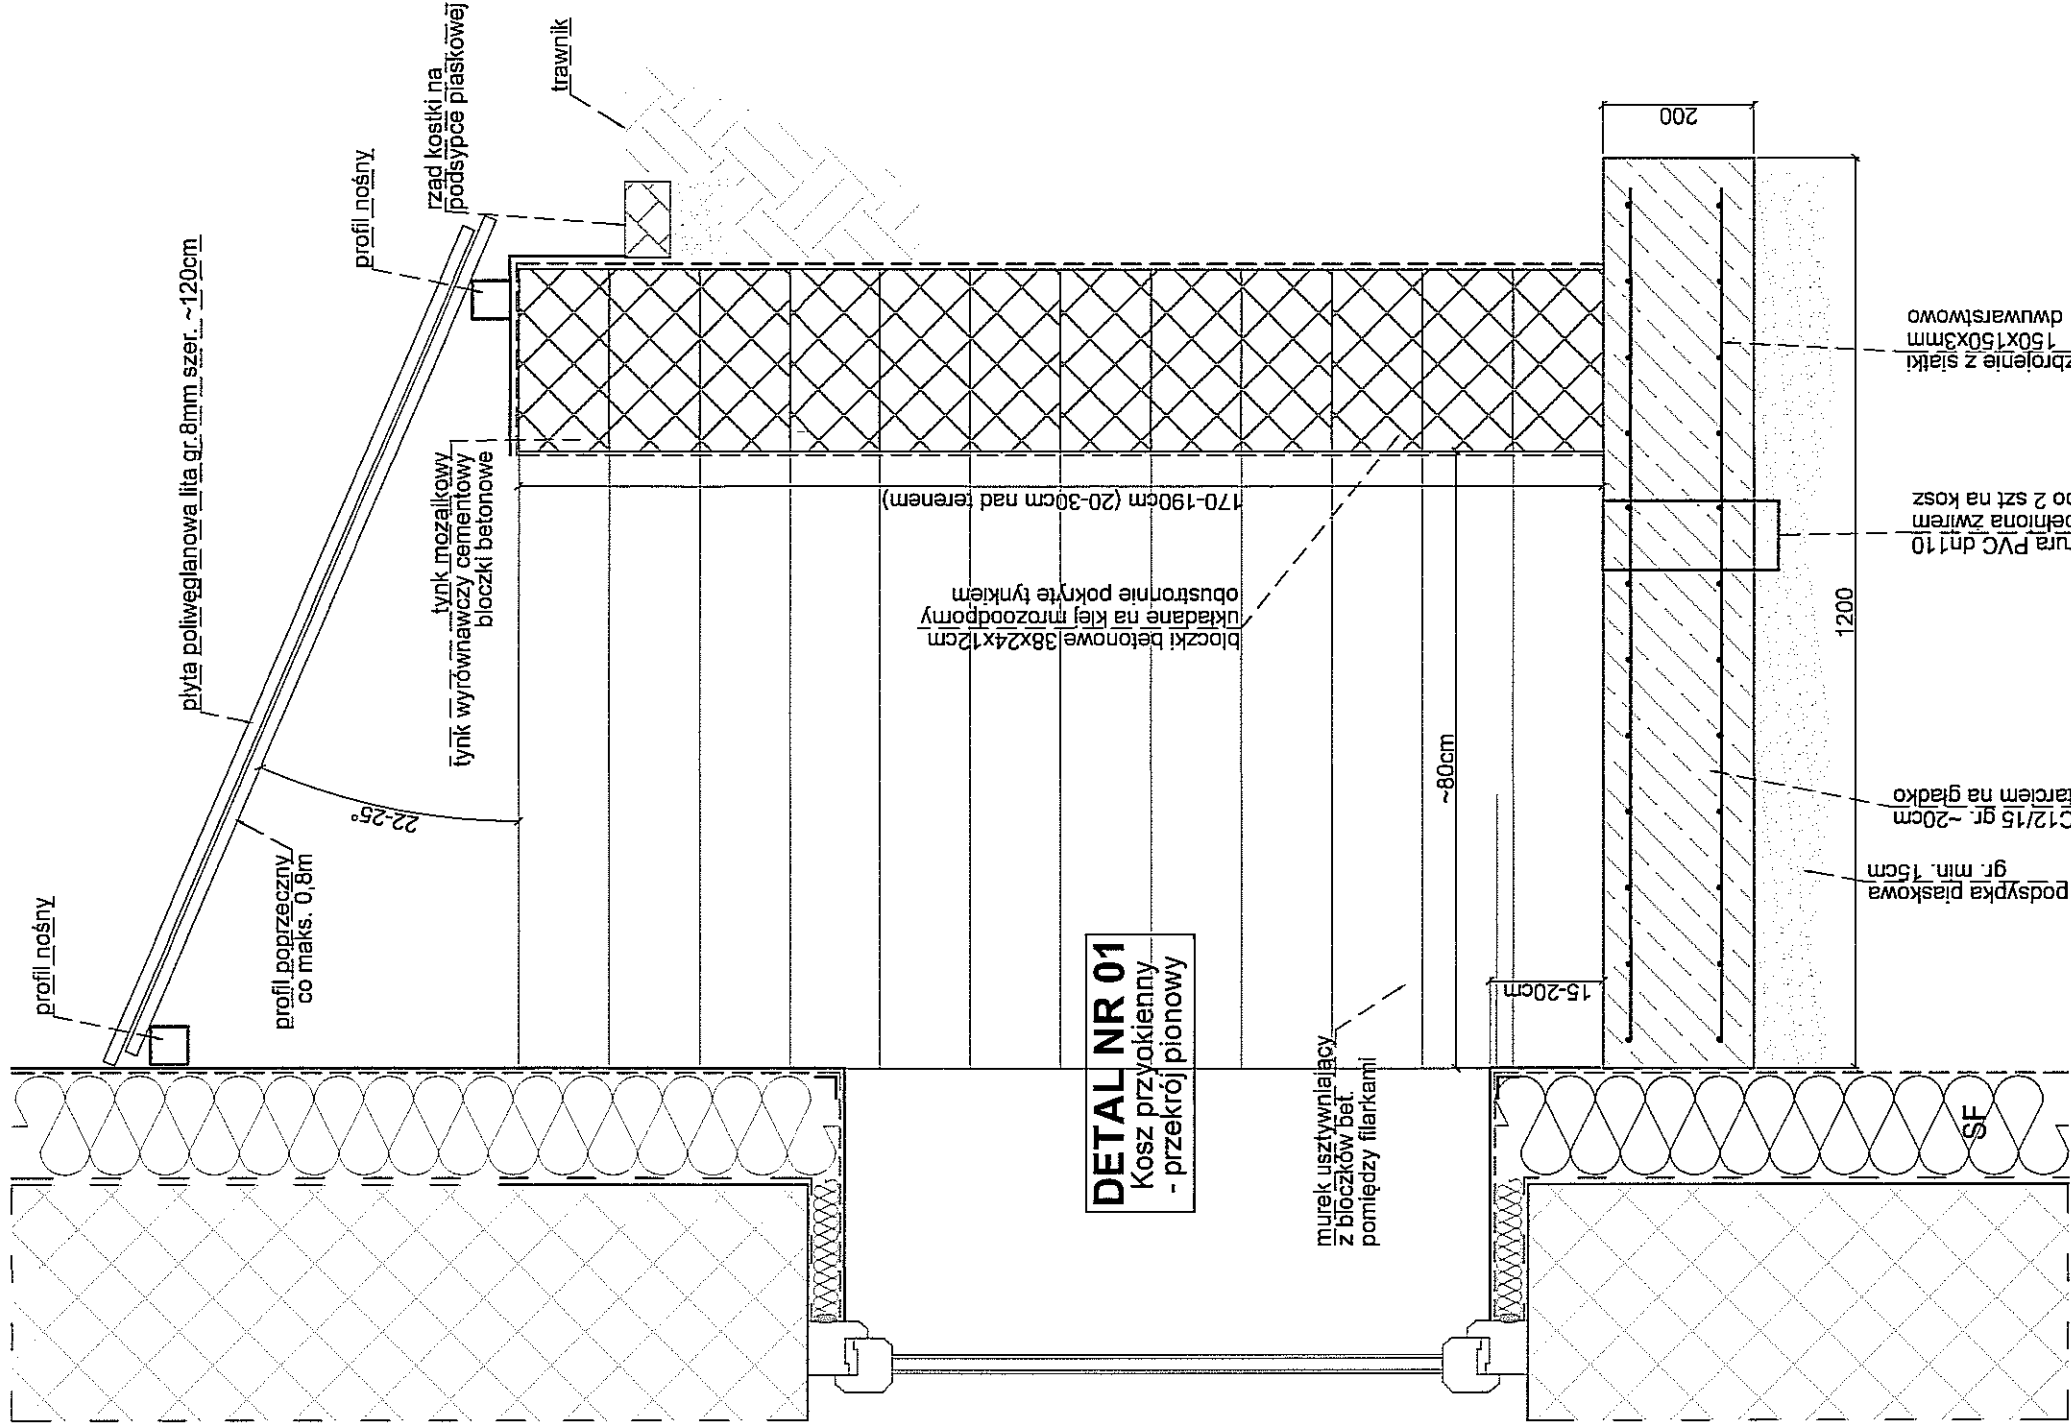 profil nośny
płyta poliwęglanowa lita gr.8mm szer. ~120cm
profil nośny
rząd kostki na
podsypce piaskowej
trawnik
profil poprzeczny
co maks. 0,8m
22-25°
tynk mozaikowy
tynk wyrównawczy cementowy
bloczki betonowe
170-190cm (20-30cm nad terenem)
bloczki betonowe 38x24x12cm
układane na klej mrozoodporny
obustronnie pokryte tynkiem
DETAL NR 01
Kosz przyokienny
- przekrój pionowy
murek usztywniający
z bloczków bet.
pomiędzy filarkami
~80cm
15-20cm
200
1200
zbrojenie z siatki
150x150x3mm
dwuwarstwowo
rura PVC dn110
pełniona żwirem
po 2 szt na kosz
C12/15 gr. ~20cm
tarciem na gładko
podsypka piaskowa
gr. min. 15cm
SF